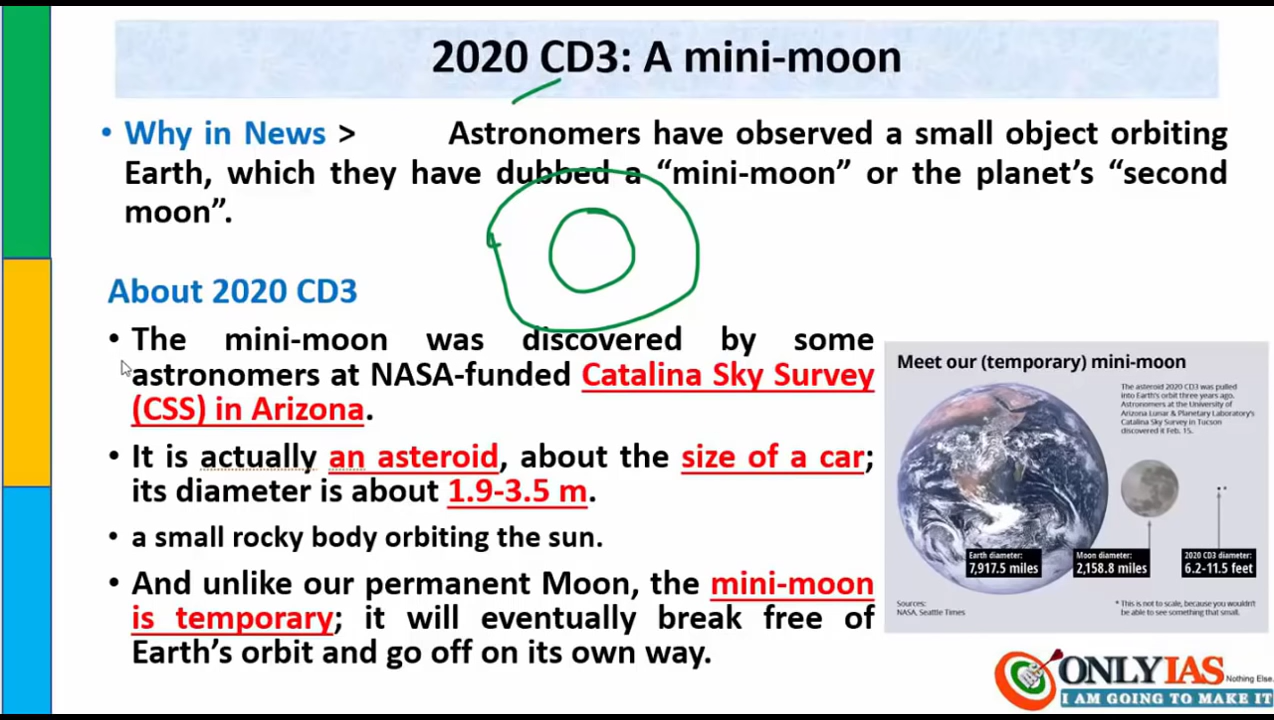 2020 CD3: A mini-moon
• Why in News > Astronomers have observed a small object orbiting
Earth, which they have dubbed a “mini-moon” or the planet’s “second
moon”.
About 2020 CD3
• The mini-moon was discovered by some
astronomers at NASA-funded Catalina Sky Survey
(CSS) in Arizona.
• It is actually an asteroid, about the size of a car;
its diameter is about 1.9-3.5 m.
• a small rocky body orbiting the sun.
• And unlike our permanent Moon, the mini-moon
is temporary; it will eventually break free of
Earth’s orbit and go off on its own way.
Meet our (temporary) mini-moon
The asteroid 2020 CD3 was pulled
into Earth's orbit three years ago.
Astronomers at the University of
Arizona Lunar & Planetary Laboratory's
Catalina Sky Survey in Tucson
discovered it Feb. 15.
Earth diameter:
7,917.5 miles
Moon diameter:
2,158.8 miles
2020 CD3 diameter:
6.2-11.5 feet
Sources:
NASA, Seattle Times
* This is not to scale, because you wouldn't
be able to see something that small.
ONLYIAS Nothing Else.
I AM GOING TO MAKE IT